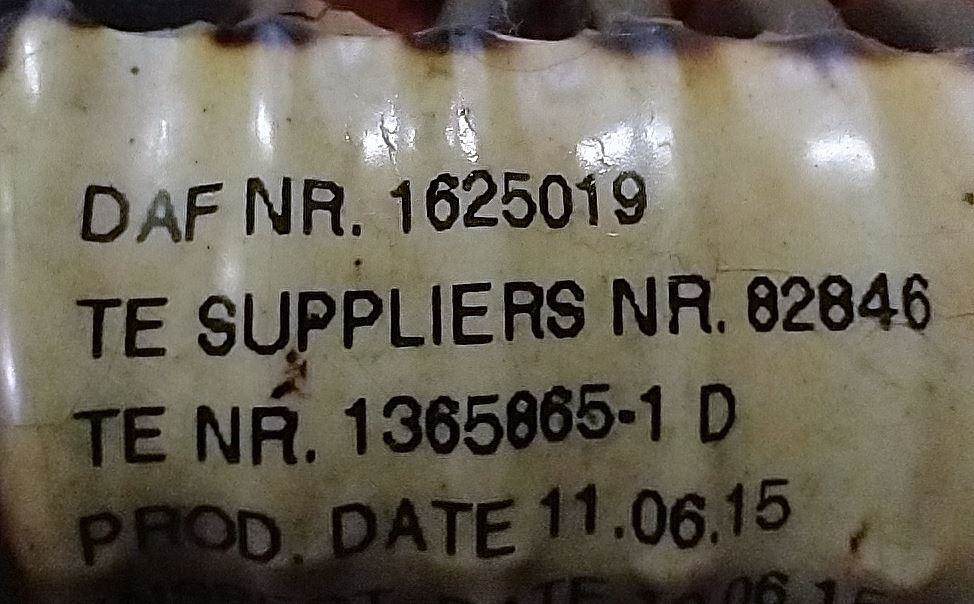 DAF NR. 1625019
TE SUPPLIERS NR. 82846
TE NR. 1365865-1 D
PROD. DATE 11.06.15